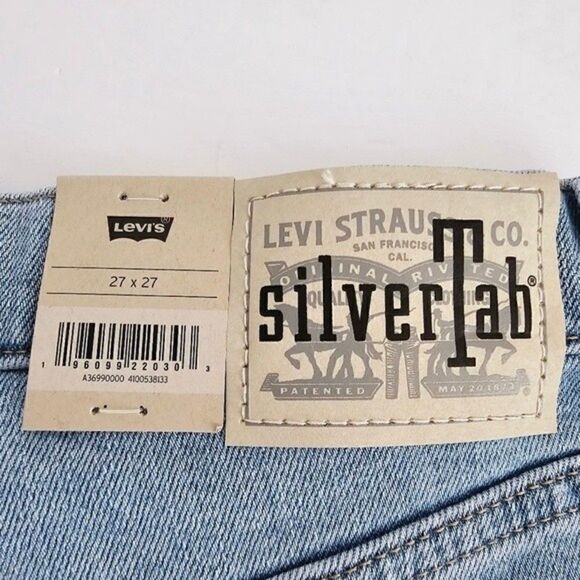 LEVI'S®
27 x 27
1 96099 22030 3
A36990000 4100538133
LEVI STRAUSS & CO.
SAN FRANCISCO
CAL.
ORIGINAL RIVETED
QUALITY CLOTHING
silverTab®
PATENTED MAY 20 1873